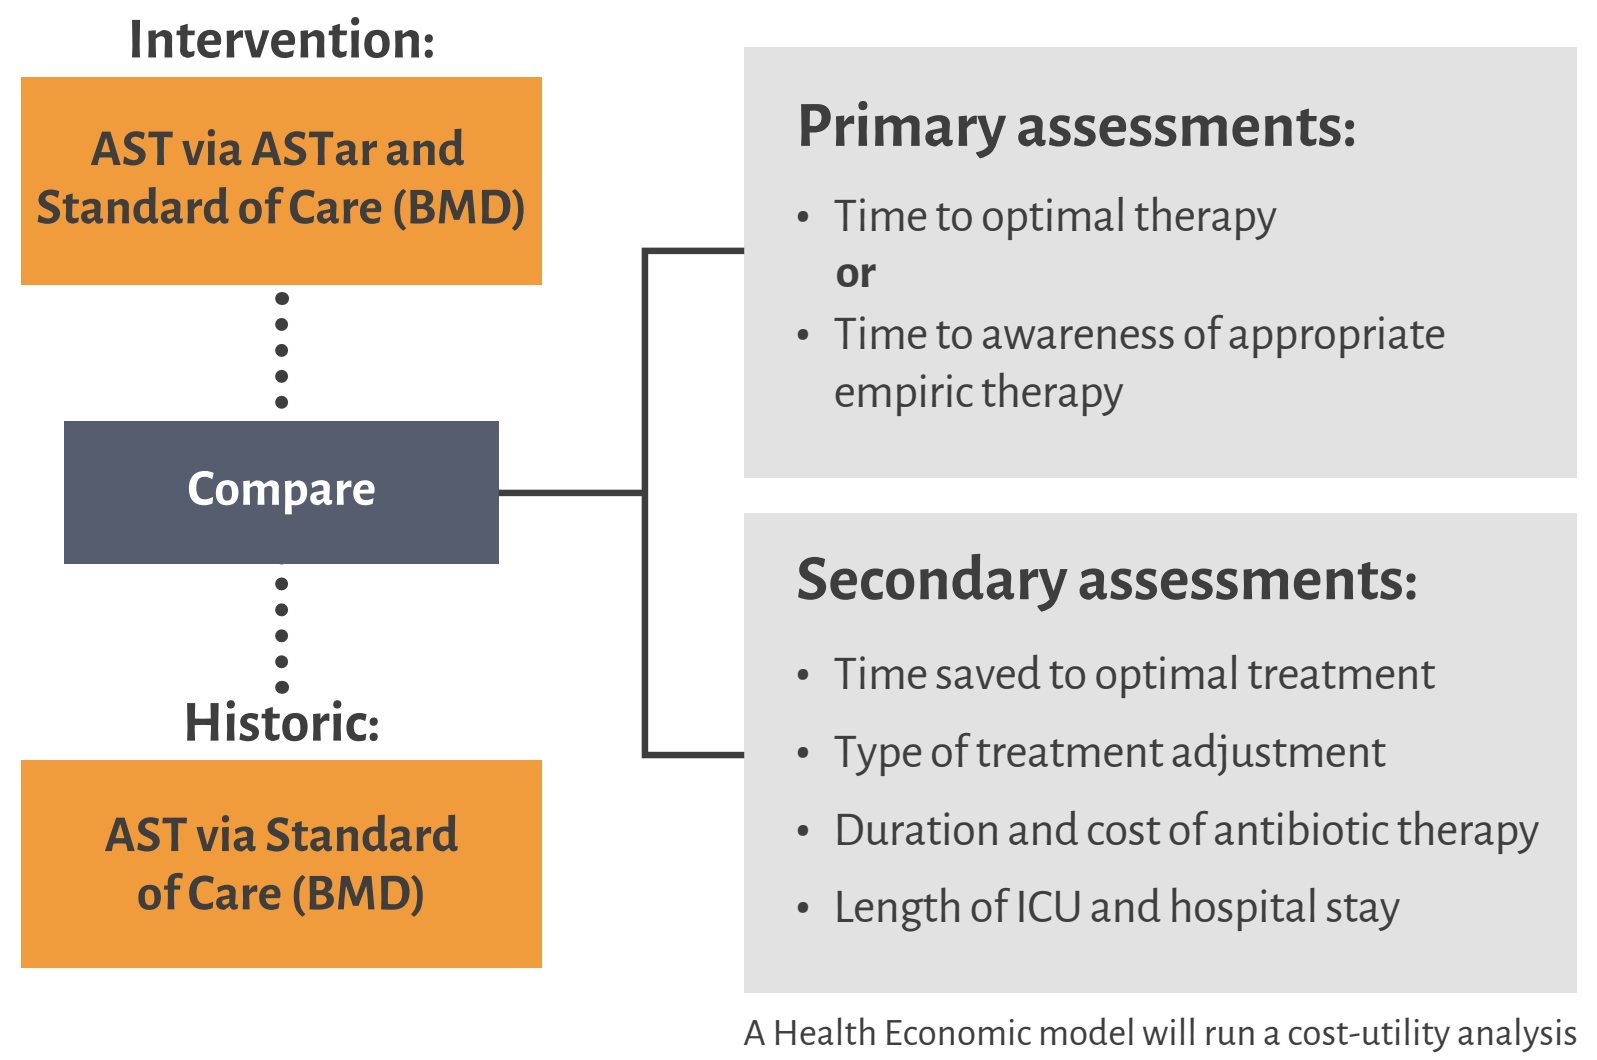 Intervention:
AST via ASTar and
Standard of Care (BMD)
Compare
Historic:
AST via Standard
of Care (BMD)
Primary assessments:
• Time to optimal therapy
or
• Time to awareness of appropriate
empiric therapy
Secondary assessments:
• Time saved to optimal treatment
• Type of treatment adjustment
• Duration and cost of antibiotic therapy
• Length of ICU and hospital stay
A Health Economic model will run a cost-utility analysis